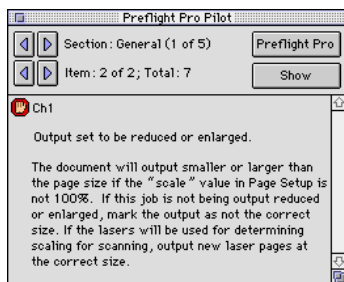 Preflight Pro Pilot
Section: General (1 of 5)
Preflight Pro
Item: 2 of 2; Total: 7
Show
Ch1
Output set to be reduced or enlarged.
The document will output smaller or larger than
the page size if the "scale" value in Page Setup is
not 100%. If this job is not being output reduced
or enlarged, mark the output as not the correct
size. If the lasers will be used for determining
scaling for scanning, output new laser pages at
the correct size.